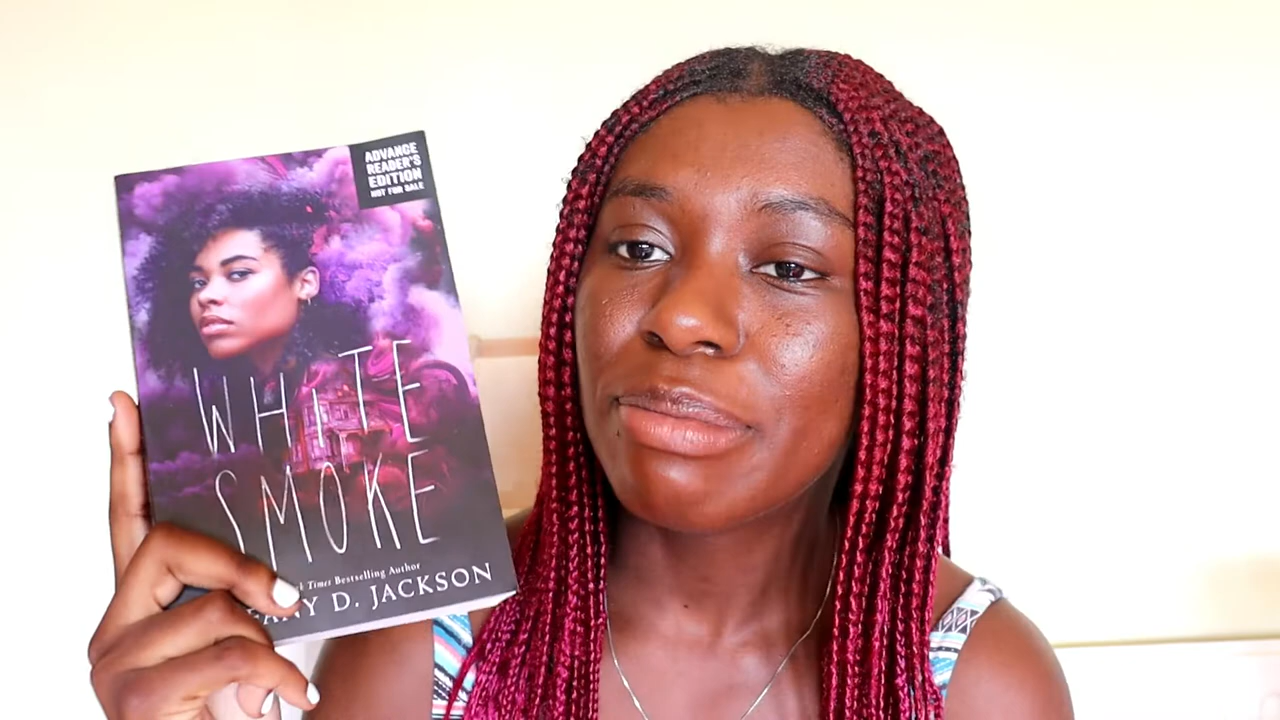 ADVANCE
READER'S
EDITION
NOT FOR SALE
WHITE
SMOKE
Times Bestselling Author
D. JACKSON